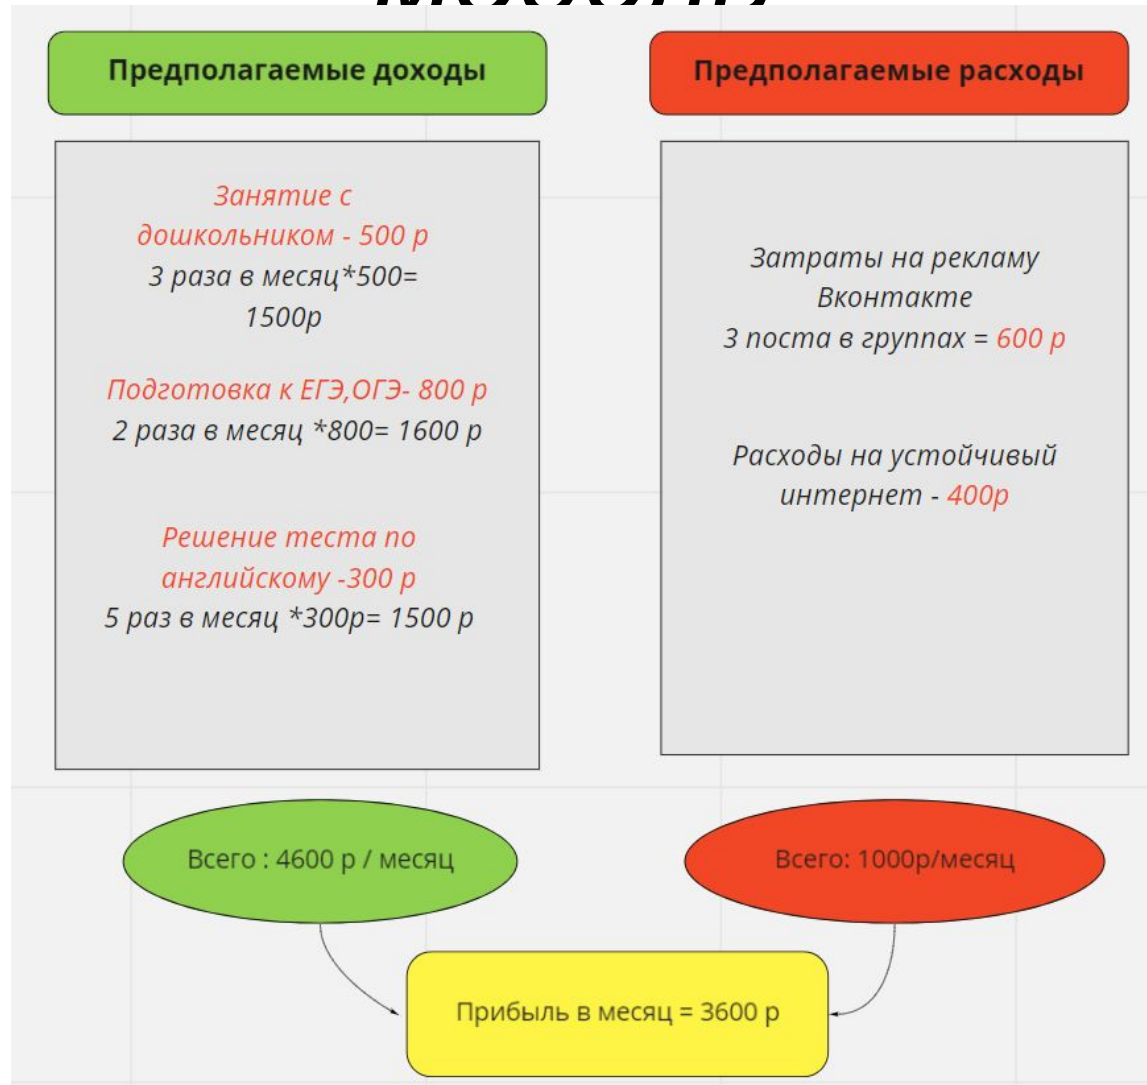 Предполагаемые доходы
Занятие с
дошкольником - 500 р
3 раза в месяц*500=
1500р
Подготовка к ЕГЭ,ОГЭ- 800 р
2 раза в месяц *800= 1600 р
Решение теста по
английскому -300 р
5 раз в месяц *300р= 1500 р
Всего : 4600 р / месяц
Предполагаемые расходы
Затраты на рекламу
Вконтакте
3 поста в группах = 600 р
Расходы на устойчивый
интернет - 400р
Всего: 1000р/месяц
Прибыль в месяц = 3600 р